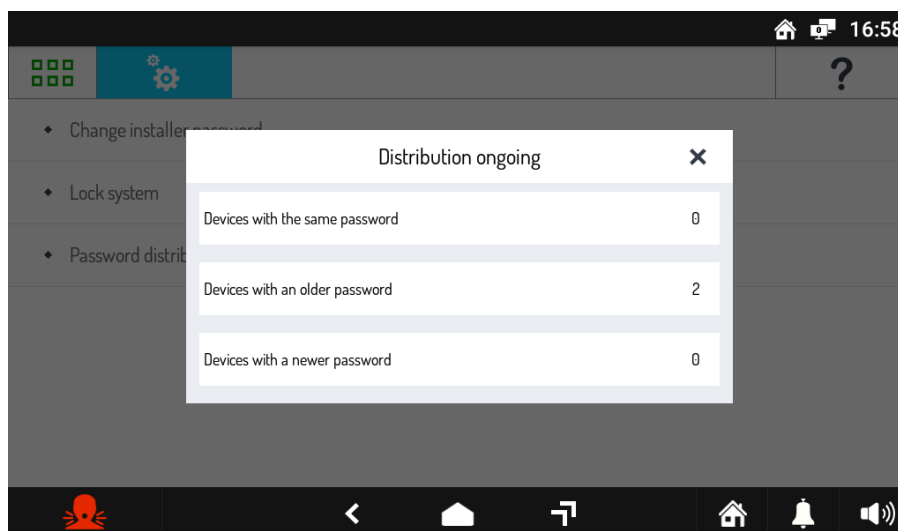 16:58
?
Change installer password
Distribution ongoing
Lock system
Devices with the same password 0
Password distrib
Devices with an older password 2
Devices with a newer password 0